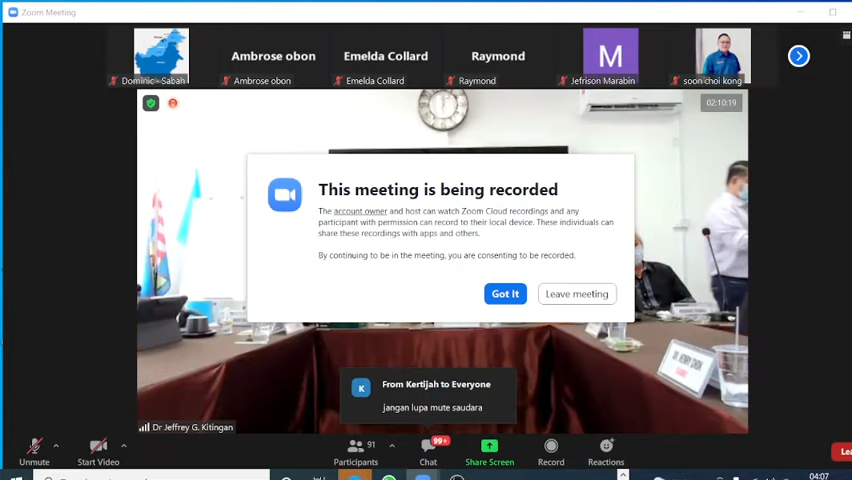 Zoom Meeting
Ambrose obon
Emelda Collard
Raymond
M
Dominic - Sabah
Ambrose obon
Emelda Collard
Raymond
Jefrison Marabin
soon choi kong
02:10:19
This meeting is being recorded
The account owner and host can watch Zoom Cloud recordings and any
participant with permission can record to their local device. These individuals can
share these recordings with apps and others.
By continuing to be in the meeting, you are consenting to be recorded.
Got It
Leave meeting
DR. HENRY CHON
K
From Kertijah to Everyone
jangan lupa mute saudara
Dr Jeffrey G. Kitingan
91
99+
Unmute
Start Video
Participants
Chat
Share Screen
Record
Reactions
Lea
04:07